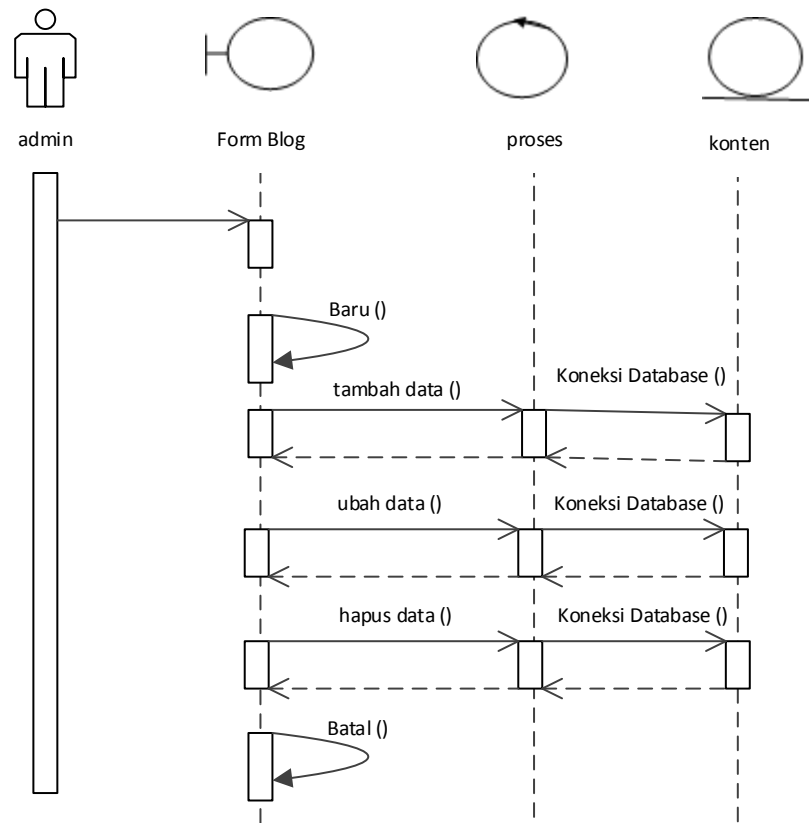 admin
Form Blog
proses
konten
Baru ()
tambah data ()
Koneksi Database ()
ubah data ()
Koneksi Database ()
hapus data ()
Koneksi Database ()
Batal ()